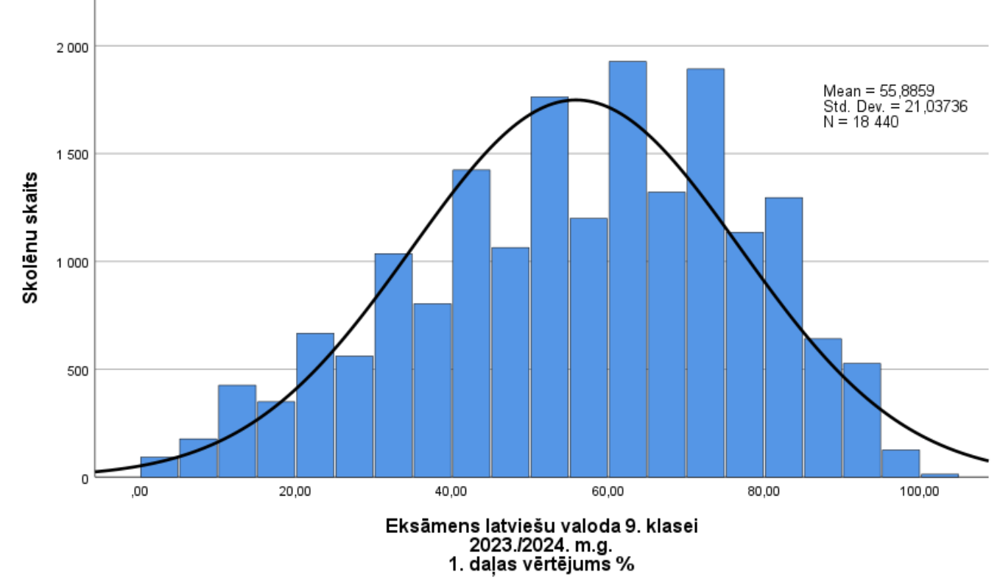 2 000
1 500
1 000
500
0
Skolēnu skaits
Mean = 55,8859
Std. Dev. = 21,03736
N = 18 440
,00
20,00
40,00
60,00
80,00
100,00
Eksāmens latviešu valoda 9. klasei
2023./2024. m.g.
1. daļas vērtējums %